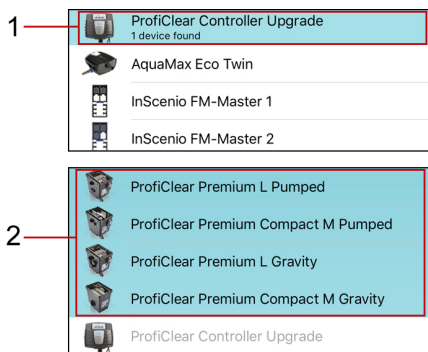 1
ProfiClear Controller Upgrade
1 device found
AquaMax Eco Twin
InScenio FM-Master 1
InScenio FM-Master 2
2
ProfiClear Premium L Pumped
ProfiClear Premium Compact M Pumped
ProfiClear Premium L Gravity
ProfiClear Premium Compact M Gravity
ProfiClear Controller Upgrade